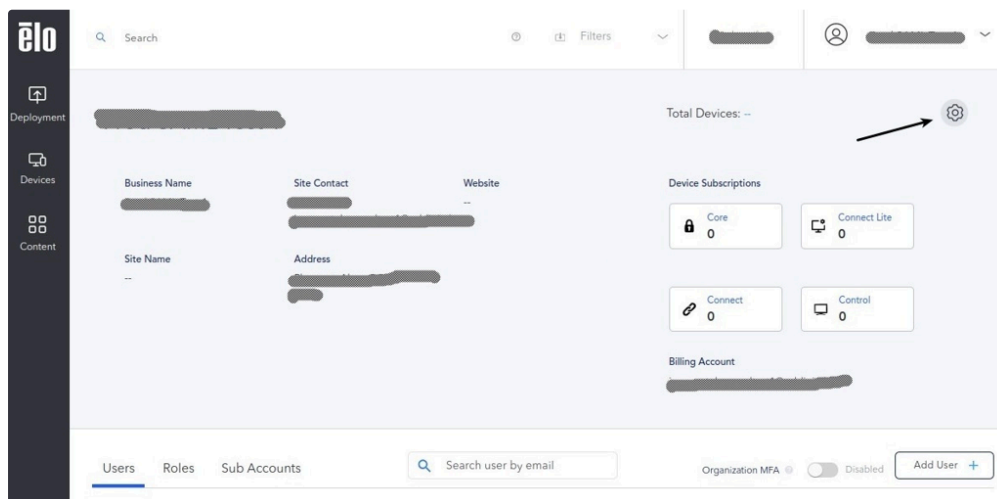 ēlo
Search
Filters
Deployment
Total Devices: --
Devices
Business Name
Site Contact
Website
--
Device Subscriptions
Core
0
Connect Lite
0
Content
Site Name
--
Address
Connect
0
Control
0
Billing Account
Users Roles Sub Accounts
Search user by email
Organization MFA
Disabled
Add User +